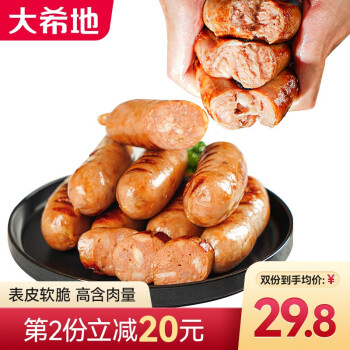 大希地
表皮软脆 高含肉量
第2份立减20元
双份到手均价:¥
29.8